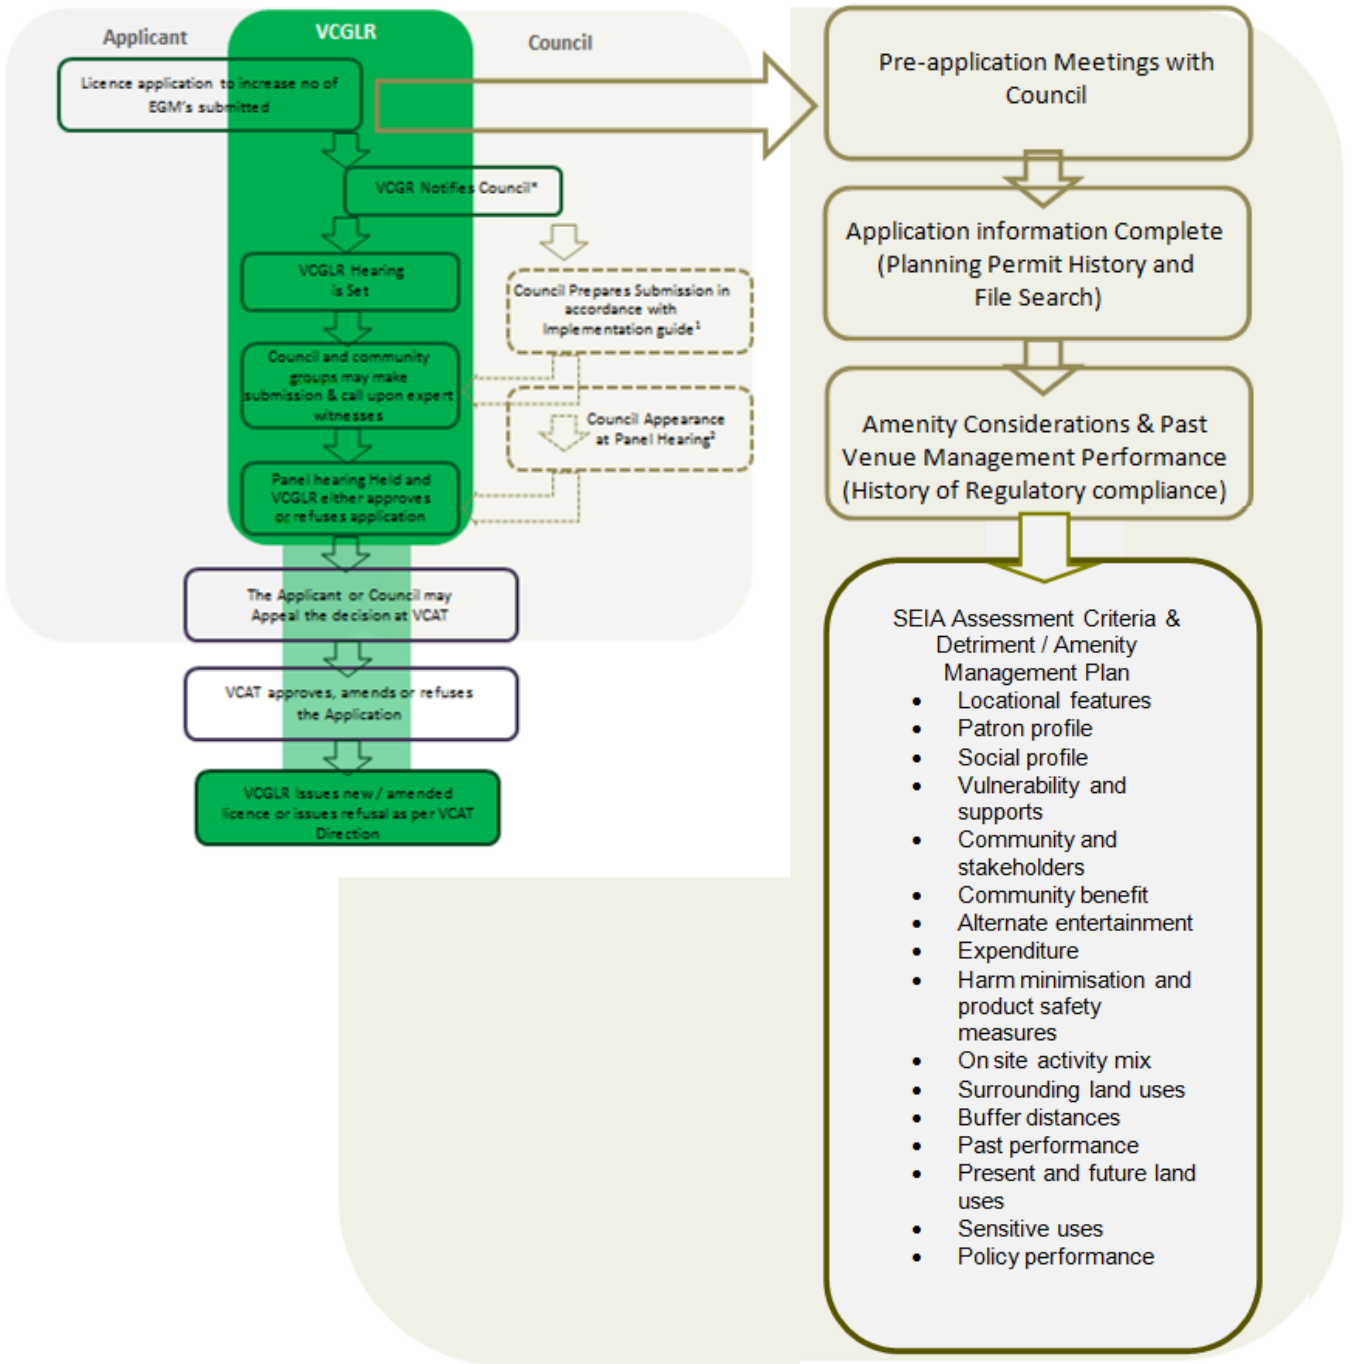 Applicant
VCGLR
Council
Licence application to increase no of
EGM's submitted
VCGR Notifies Council*
VCGLR Hearing
is Set
Council Prepares Submission in
accordance with
Implementation guide¹
Council and community
groups may make
submission & call upon expert
witnesses
Council Appearance
at Panel Hearing²
Panel hearing Held and
VCGLR either approves
or refuses application
The Applicant or Council may
Appeal the decision at VCAT
VCAT approves, amends or refuses
the Application
VCGLR Issues new / amended
licence or issues refusal as per VCAT
Direction
Pre-application Meetings with
Council
Application information Complete
(Planning Permit History and
File Search)
Amenity Considerations & Past
Venue Management Performance
(History of Regulatory compliance)
SEIA Assessment Criteria &
Detriment / Amenity
Management Plan
• Locational features
• Patron profile
• Social profile
• Vulnerability and
supports
• Community and
stakeholders
• Community benefit
• Alternate entertainment
• Expenditure
• Harm minimisation and
product safety
measures
• On site activity mix
• Surrounding land uses
• Buffer distances
• Past performance
• Present and future land
uses
• Sensitive uses
• Policy performance